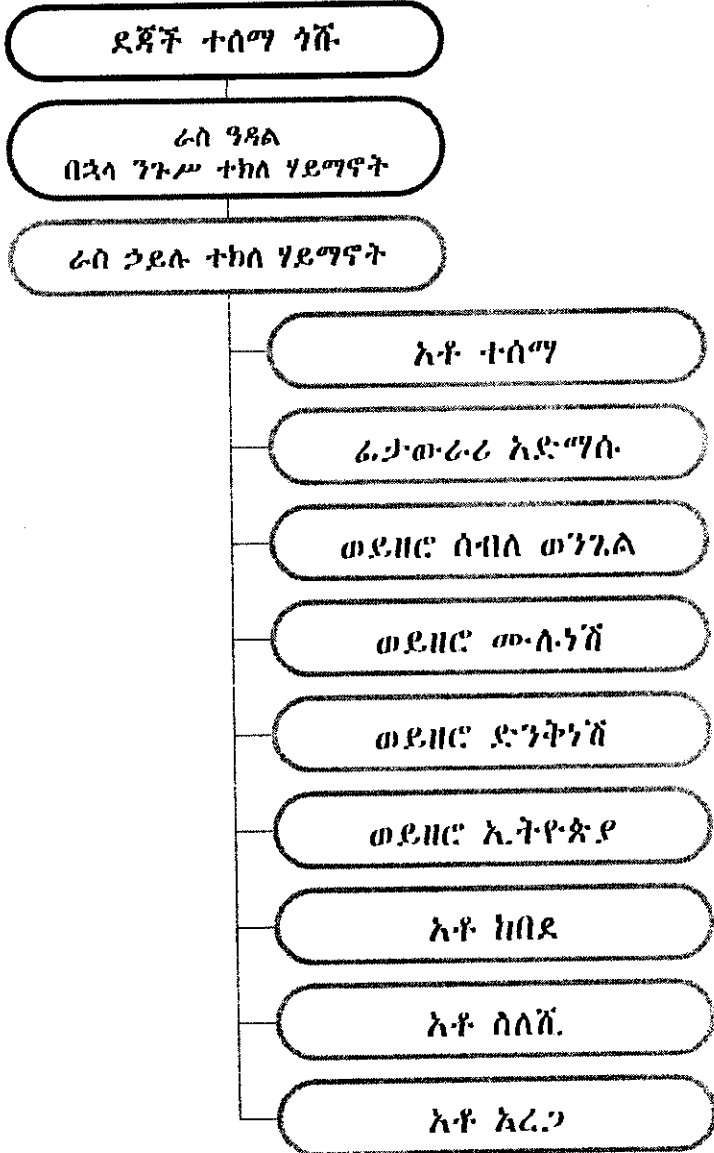 ደጃች ተሰማ ጎሹ
ራስ ዓዳል
በኋላ ንጉሥ ተክለ ሃይማኖት
ራስ ኃይሉ ተክለ ሃይማኖት
አቶ ተሰማ
ፊታውራሪ አድማሱ
ወይዘሮ ሰብለ ወንጌል
ወይዘሮ ሙሉነሽ
ወይዘሮ ድንቅነሽ
ወይዘሮ ኢትዮጵያ
አቶ ከበደ
አቶ ስለሺ
አቶ አረጋ